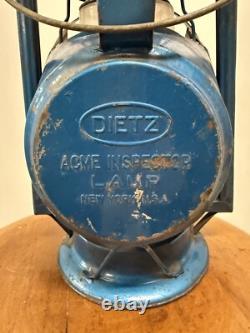 DIETZ
ACME INSPECTOR
LAMP
NEW YORK U.S.A.
ebay